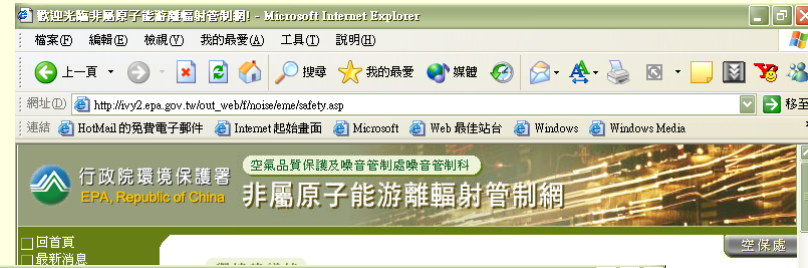 歡迎光臨非屬原子能游離輻射管制網! - Microsoft Internet Explorer
檔案(F) 編輯(E) 檢視(V) 我的最愛(A) 工具(T) 說明(H)
上一頁 搜尋 我的最愛 媒體
網址(D) http://ivy2.epa.gov.tw/out_web/f/noise/eme/safety.asp 移至
連結 HotMail 的免費電子郵件 Internet 起始畫面 Microsoft Web 最佳站台 Windows Windows Media
行政院環境保護署
EPA, Republic of China
空氣品質保護及噪音管制處噪音管制科
非屬原子能游離輻射管制網
回首頁
空保處
最新消息